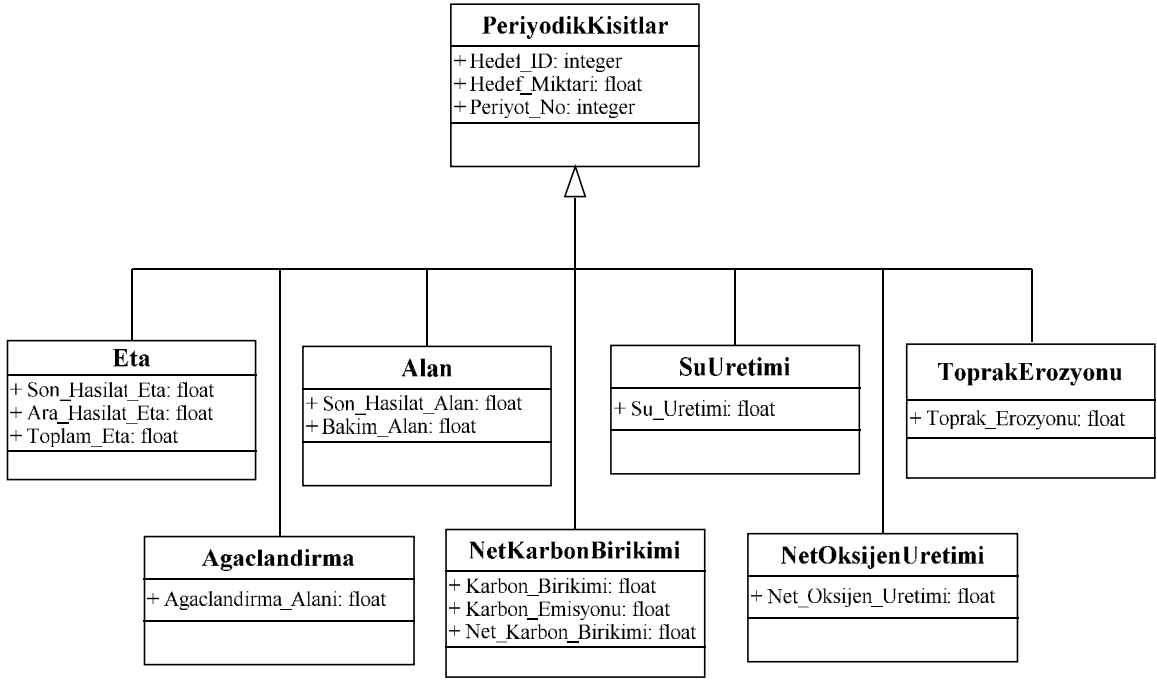 PeriyodikKisitlar
+ Hedef_ID: integer
+ Hedef_Miktari: float
+ Periyot_No: integer
Eta
+ Son_Hasilat_Eta: float
+ Ara_Hasilat_Eta: float
+ Toplam_Eta: float
Alan
+ Son_Hasilat_Alan: float
+ Bakim_Alan: float
SuUretimi
+ Su_Uretimi: float
ToprakErozyonu
+ Toprak_Erozyonu: float
Agaclandirma
+ Agaclandirma_Alani: float
NetKarbonBirikimi
+ Karbon_Birikimi: float
+ Karbon_Emisyonu: float
+ Net_Karbon_Birikimi: float
NetOksijenUretimi
+ Net_Oksijen_Uretimi: float